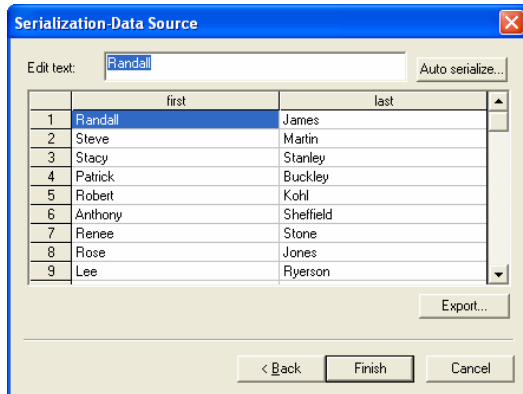 Serialization-Data Source
Edit text: Randall Auto serialize...
first last
1 Randall James
2 Steve Martin
3 Stacy Stanley
4 Patrick Buckley
5 Robert Kohl
6 Anthony Sheffield
7 Renee Stone
8 Rose Jones
9 Lee Ryerson
Export...
< Back Finish Cancel